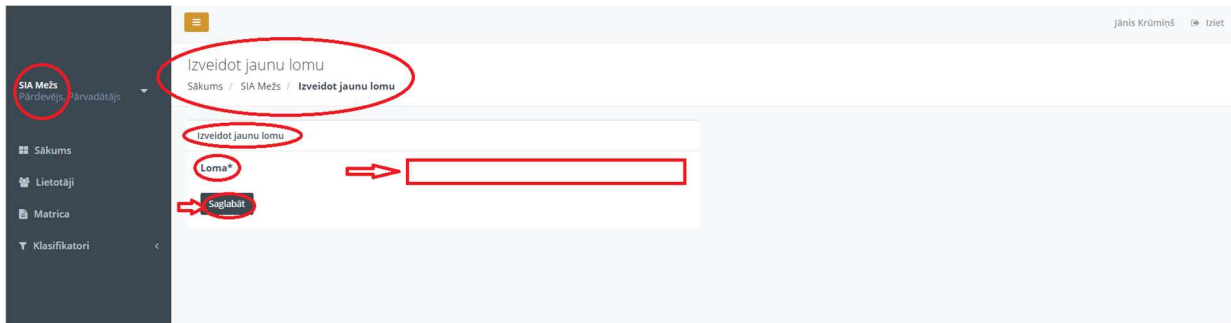 Jānis Krūmiņš Iziet
SIA Mežs
Pārdevējs, Pārvadātājs
Sākums
Lietotāji
Matrica
Klasifikatori
Izveidot jaunu lomu
Sākums / SIA Mežs / Izveidot jaunu lomu
Izveidot jaunu lomu
Loma*
Saglabāt